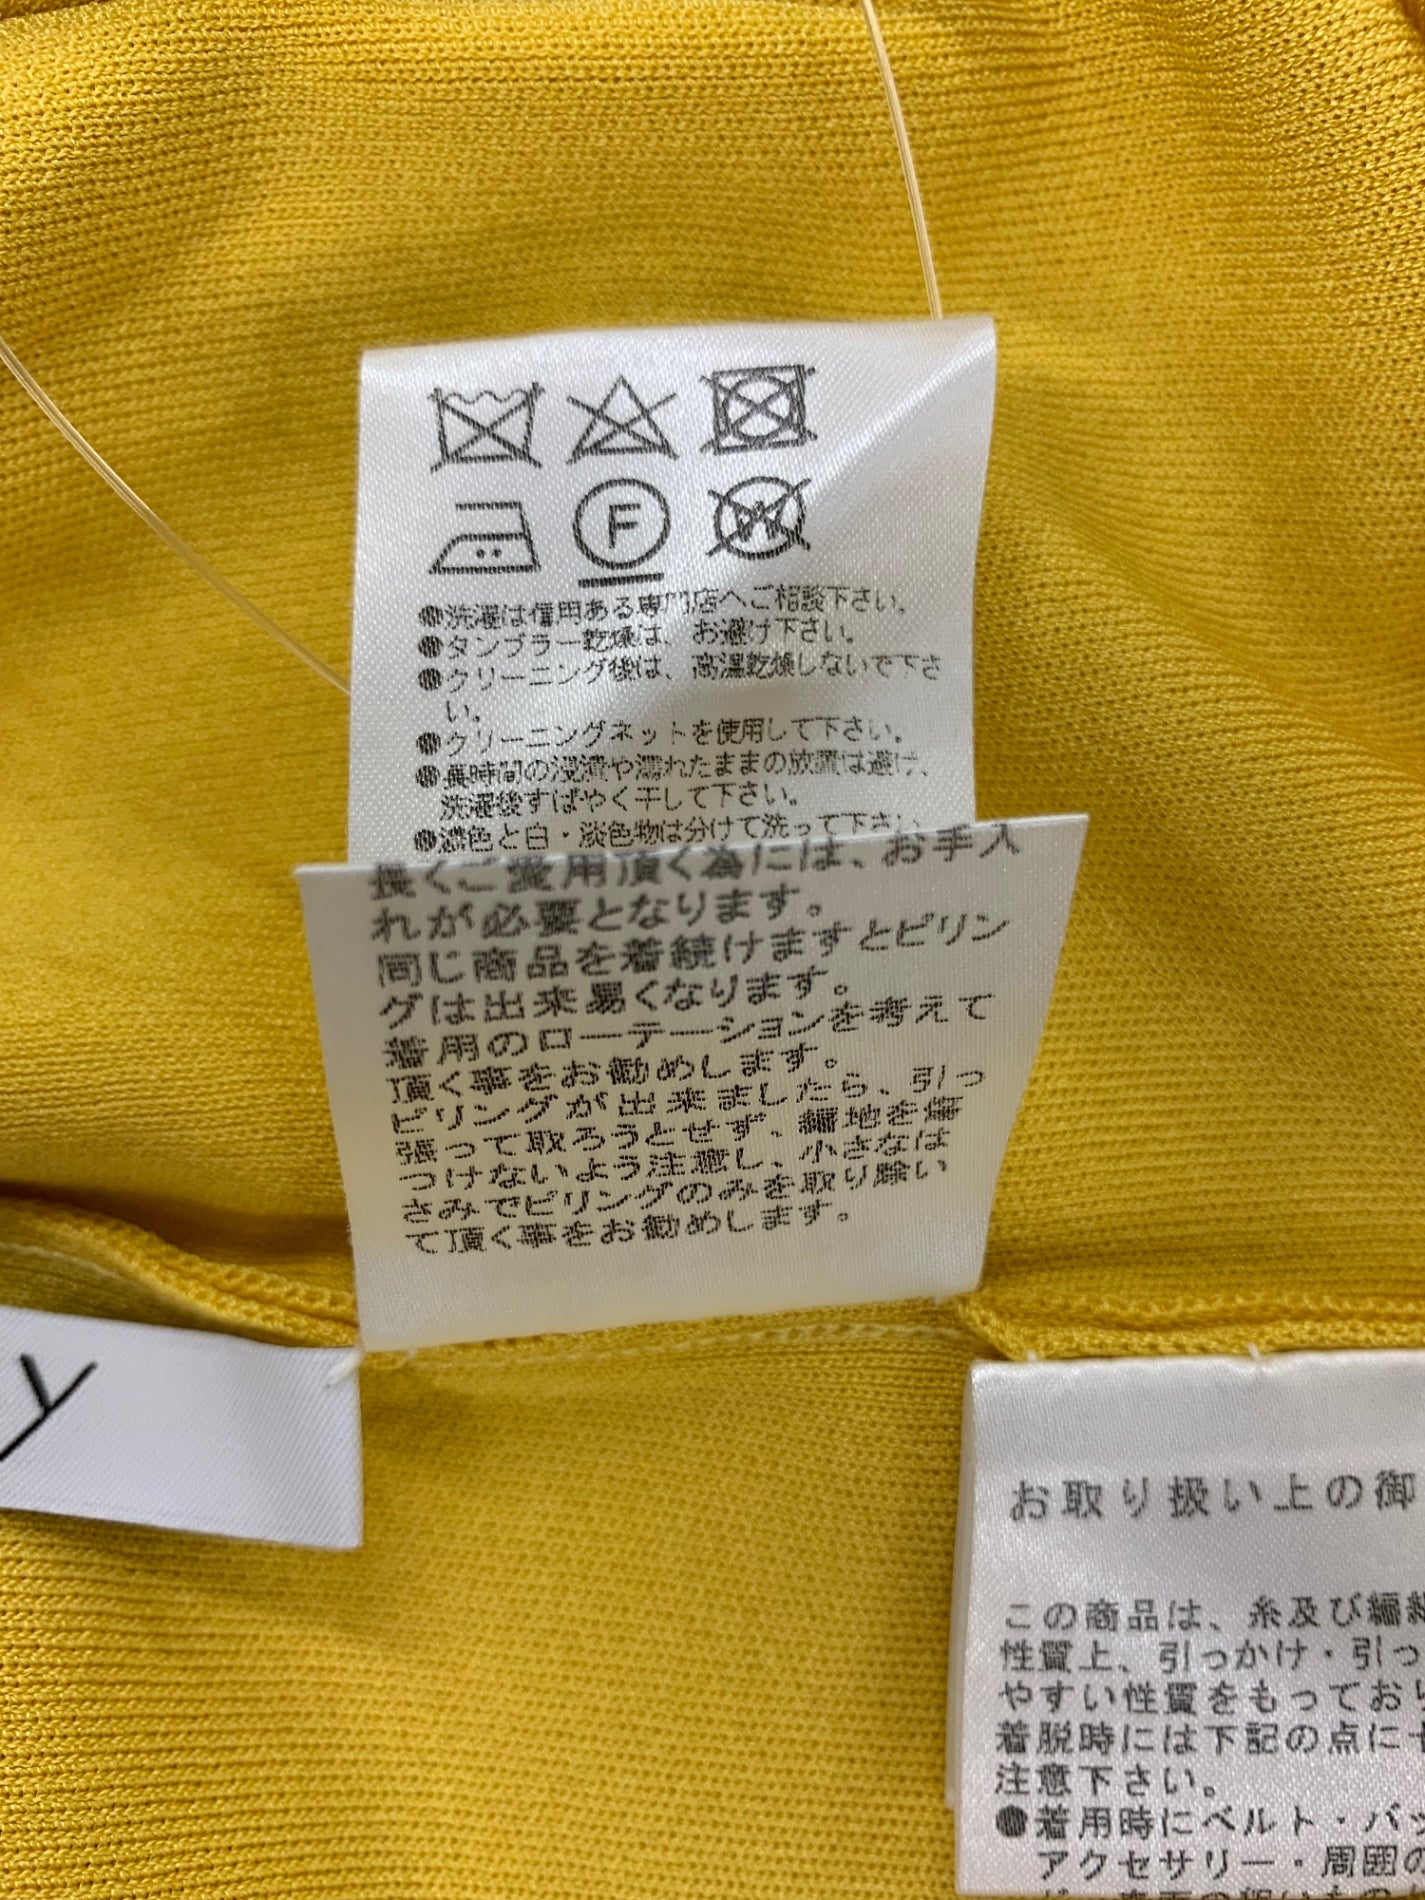 F
W
●洗濯は信用ある専門店へご相談下さい。
●タンブラー乾燥は、お避け下さい。
●クリーニング後は、高温乾燥しないで下さ
い。
●クリーニングネットを使用して下さい。
●長時間の浸漬や濡れたままの放置は避け、
洗濯後すばやく干して下さい。
●濃色と白・淡色物は分けて洗って下さい。
長くご愛用頂く為には、お手入
れが必要となります。
同じ商品を着続けますとピリン
グは出来易くなります。
着用のローテーションを考えて
頂く事をお勧めします。
ピリングが出来ましたら、引っ
張って取ろうとせず、編地を傷
つけないよう注意し、小さなは
さみでピリングのみを取り除い
て頂く事をお勧めします。
y
お取り扱い上の御
この商品は、糸及び編
性質上、引っかけ・引っ
やすい性質をもっており
着脱時には下記の点に
注意下さい。
●着用時にベルト・バッ
アクセサリー・周囲の